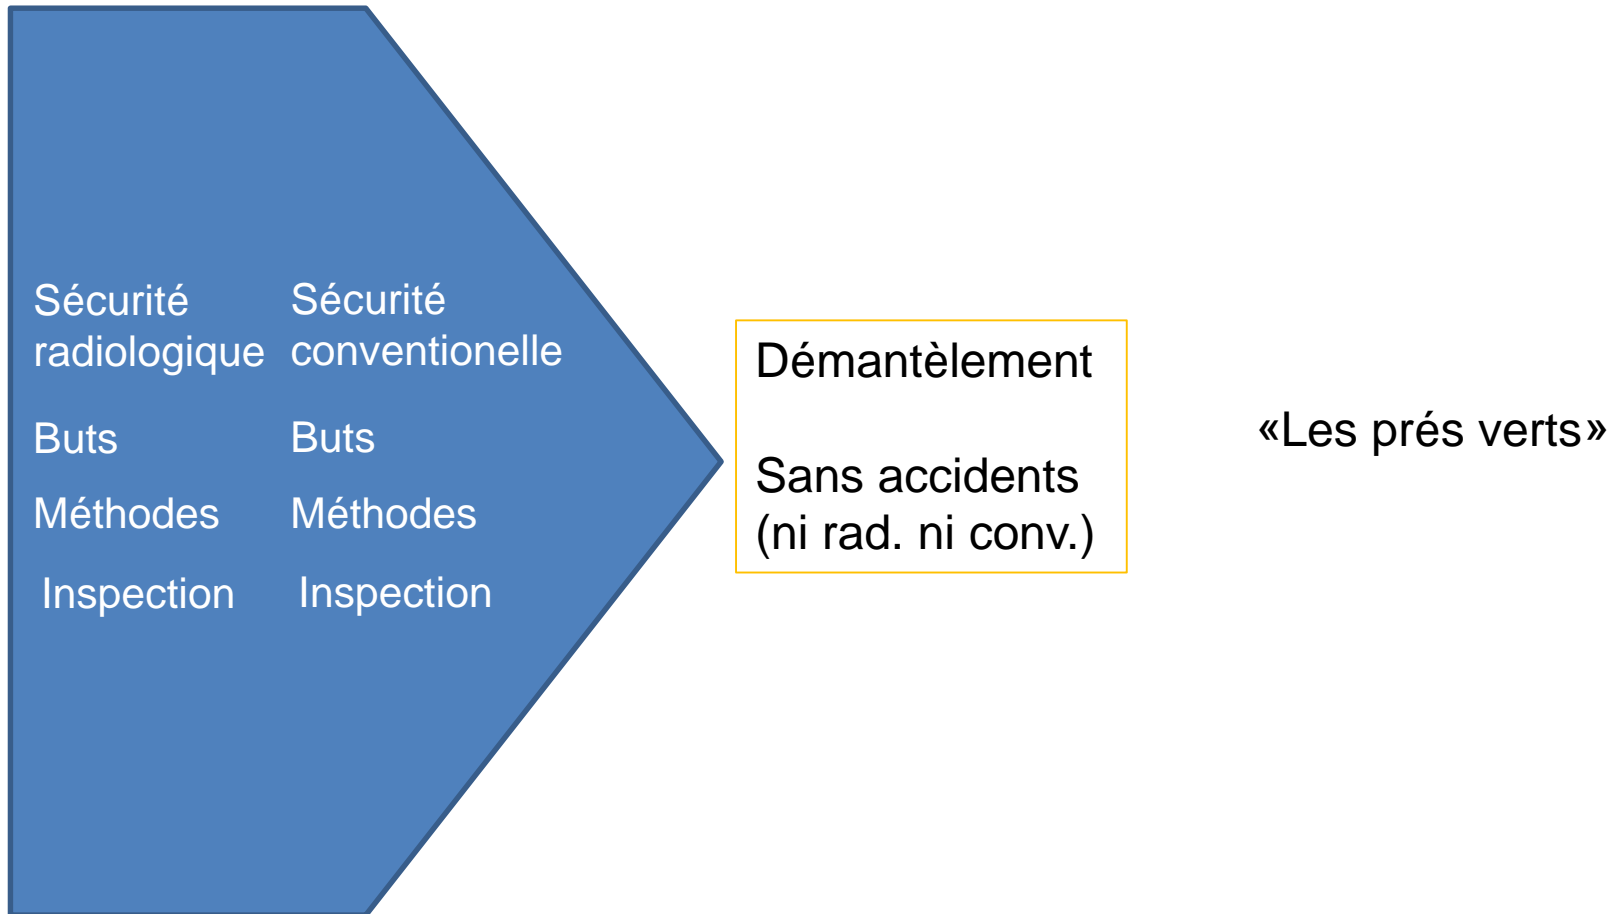 Sécurité
radiologique
Sécurité
conventionelle
Buts
Buts
Méthodes
Méthodes
Inspection
Inspection
Démantèlement
Sans accidents
(ni rad. ni conv.)
«Les prés verts»